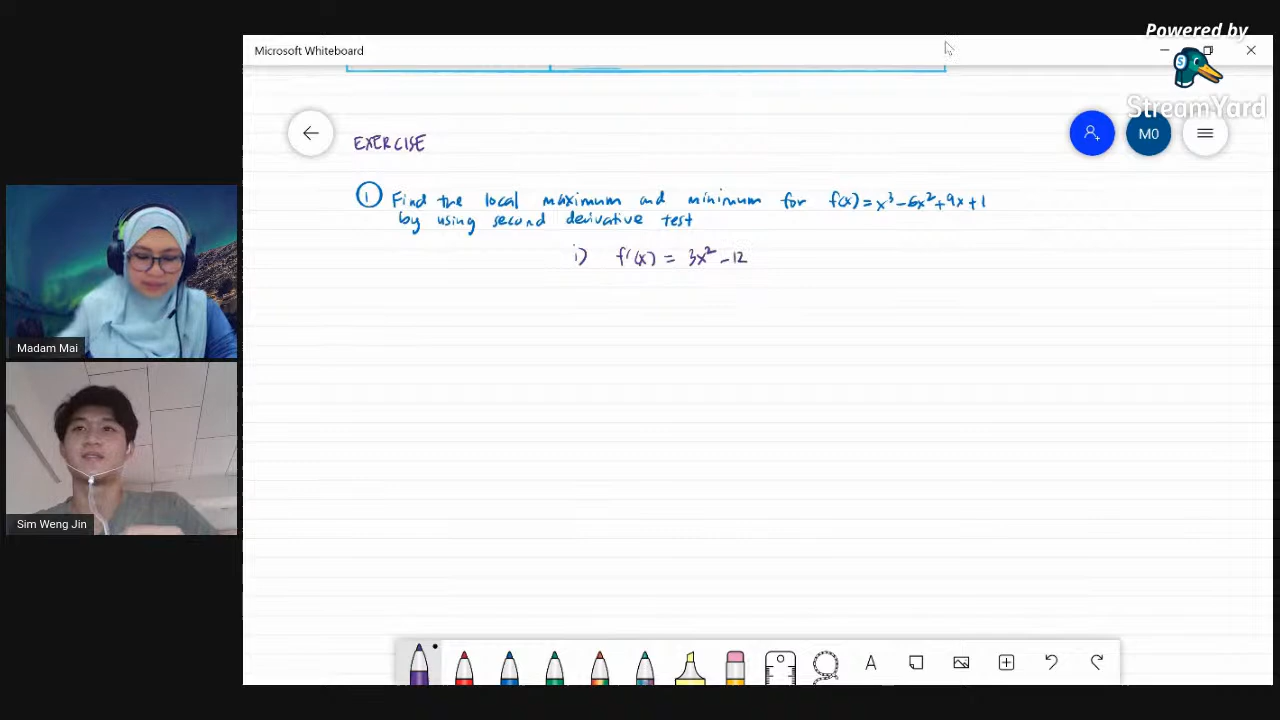 Powered by
Microsoft Whiteboard
StreamYard
S
M0
EXERCISE
① Find the local maximum and minimum for f(x) = x³ - 6x² + 9x + 1
by using second derivative test
i) f'(x) = 3x² - 12
Madam Mai
Sim Weng Jin
A